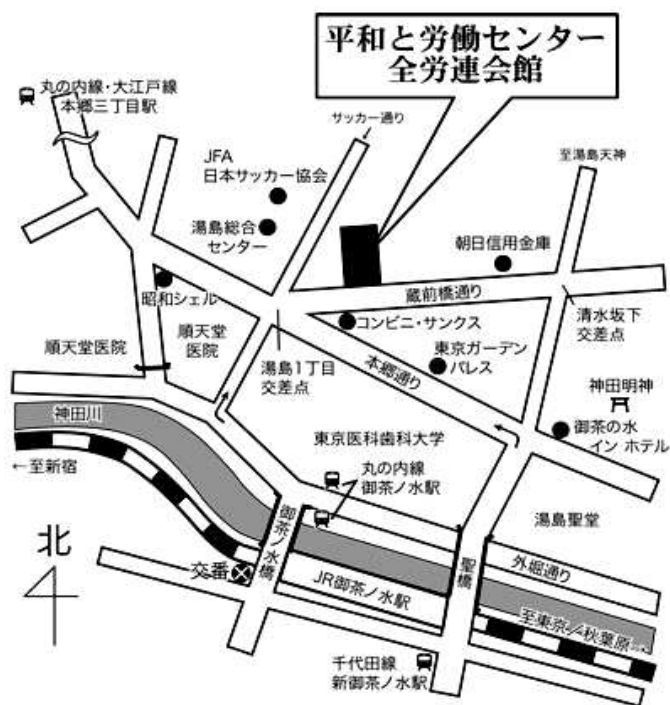 平和と労働センター
全労連会館
丸の内線・大江戸線
本郷三丁目駅
サッカー通り
至湯島天神
JFA
日本サッカー協会
湯島総合
センター
朝日信用金庫
昭和シェル
蔵前橋通り
コンビニ・サンクス
清水坂下
交差点
順天堂医院
順天堂
医院
湯島1丁目
交差点
本郷通り
東京ガーデン
パレス
神田明神
御茶の水
イン ホテル
神田川
東京医科歯科大学
←至新宿
丸の内線
御茶ノ水駅
湯島聖堂
御茶ノ水橋
聖橋
外堀通り
北
交番
JR御茶ノ水駅
至東京／秋葉原→
千代田線
新御茶ノ水駅